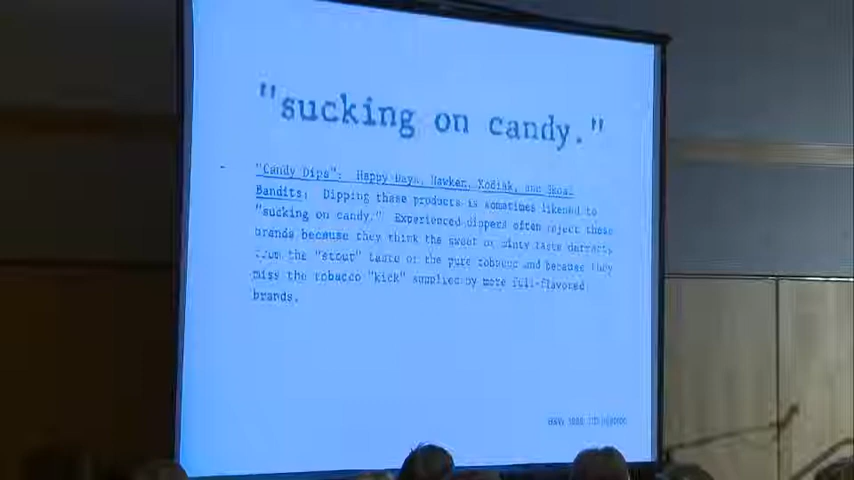 "sucking on candy."
"Candy Dips": Happy Days, Hawken, Kodiak, and Skoal
Bandits: Dipping these products is sometimes likened to
"sucking on candy." Experienced dippers often reject these
brands because they think the sweet or minty taste detracts
from the "stout" taste of the pure tobacco and because they
miss the tobacco "kick" supplied by more full-flavored
brands.